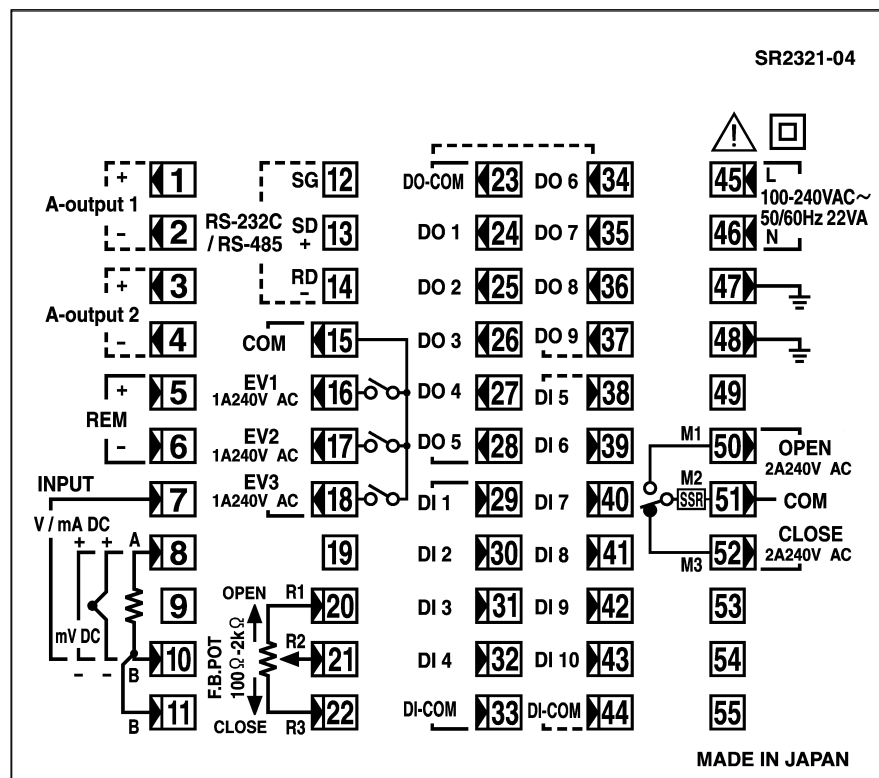 SR2321-04
A-output 1
+
1
-
2
A-output 2
+
3
-
4
REM
+
5
-
6
INPUT
7
V / mA DC
+ + A
8
9
mV DC
- - B
10
B
11
RS-232C
/ RS-485
SG 12
SD
+
13
RD
-
14
COM 15
EV1
1A240V AC
16
EV2
1A240V AC
17
EV3
1A240V AC
18
19
F.B.POT
100Ω-2kΩ
OPEN
R1 20
R2 21
CLOSE
R3 22
DO-COM 23
DO 1 24
DO 2 25
DO 3 26
DO 4 27
DO 5 28
DI 1 29
DI 2 30
DI 3 31
DI 4 32
DI-COM 33
DO 6 34
DO 7 35
DO 8 36
DO 9 37
DI 5 38
DI 6 39
DI 7 40
DI 8 41
DI 9 42
DI 10 43
DI-COM 44
!
45 L
100-240VAC~
50/60Hz 22VA
46 N
47
48
49
M1 50 OPEN
2A240V AC
M2
SSR 51 COM
M3 52 CLOSE
2A240V AC
53
54
55
MADE IN JAPAN